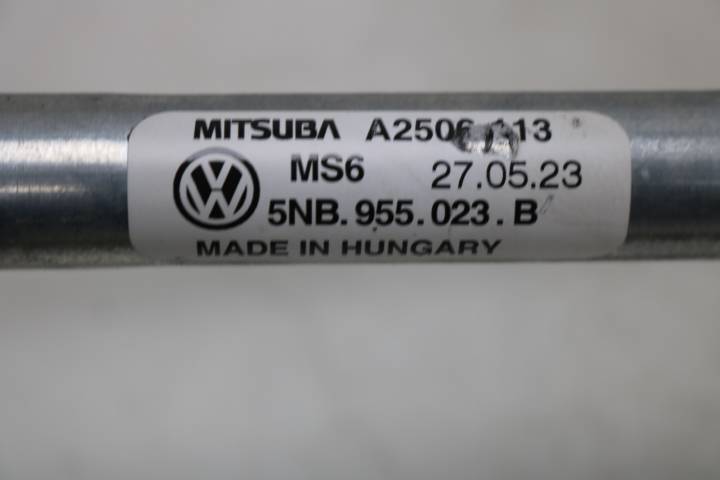 MITSUBA
MS6 27.05.23
5NB.955.023.B
MADE IN HUNGARY